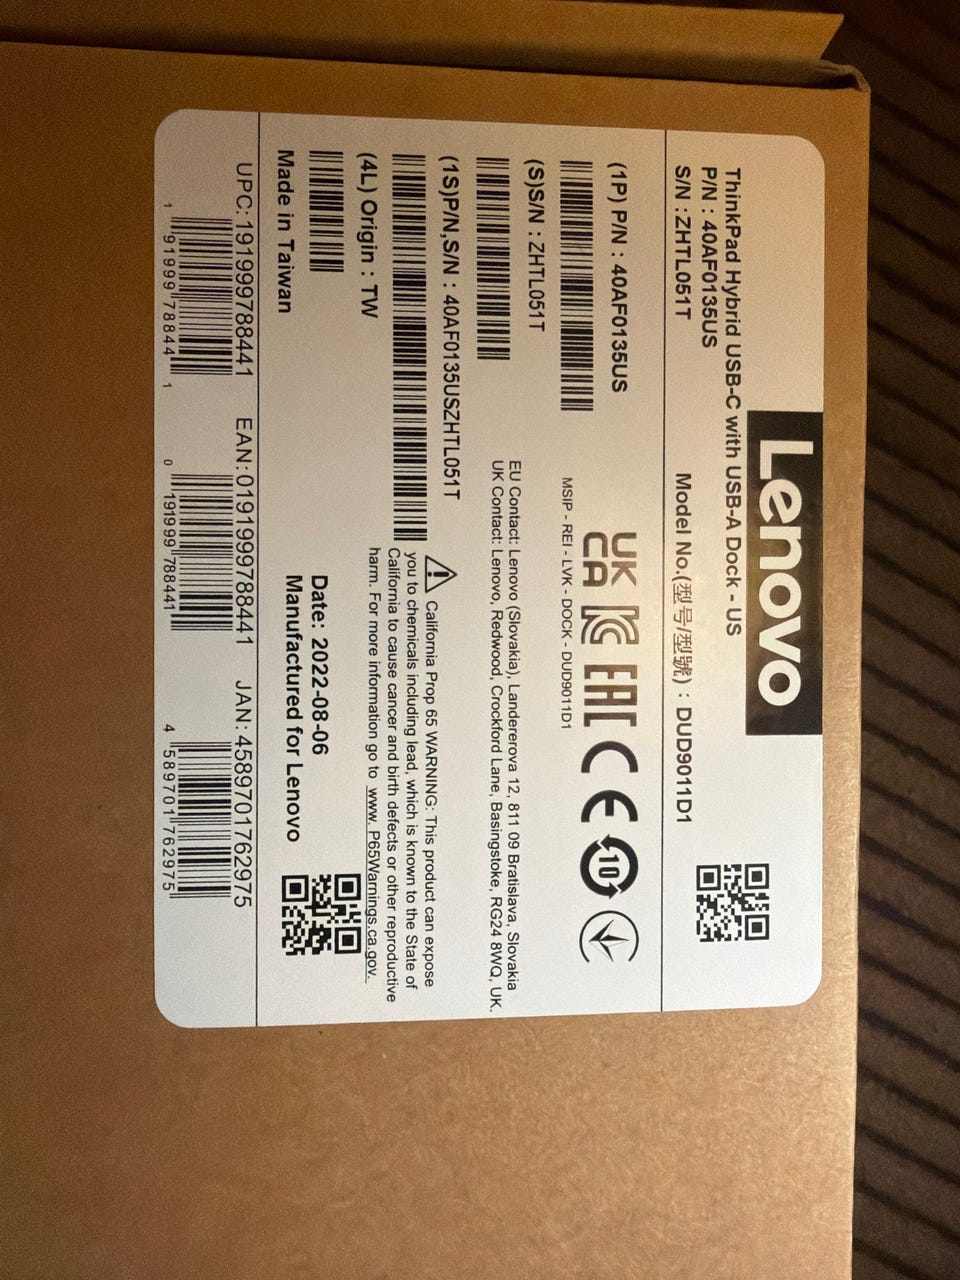 Lenovo
ThinkPad Hybrid USB-C with USB-A Dock - US
P/N : 40AF0135US
S/N : ZHTL051T
Model No.(型号/型號) : DUD9011D1
(1P) P/N : 40AF0135US
(S)S/N : ZHTL051T
(1S)P/N,S/N : 40AF0135USZHTL051T
(4L) Origin : TW
Made in Taiwan
UK
CA
EAC CE 10
MSIP - REI - LVK - DOCK - DUD9011D1
EU Contact: Lenovo (Slovakia), Landererova 12, 811 09 Bratislava, Slovakia
UK Contact: Lenovo, Redwood, Crockford Lane, Basingstoke, RG24 8WQ, UK.
California Prop 65 WARNING: This product can expose
you to chemicals including lead, which is known to the State of
California to cause cancer and birth defects or other reproductive
harm. For more information go to www. P65Warnings.ca.gov.
Date: 2022-08-06
Manufactured for Lenovo
UPC: 191999788441
1 91999 78844 1
EAN: 0191999788441
0 191999 788441
JAN: 4589701762975
4 589701 762975